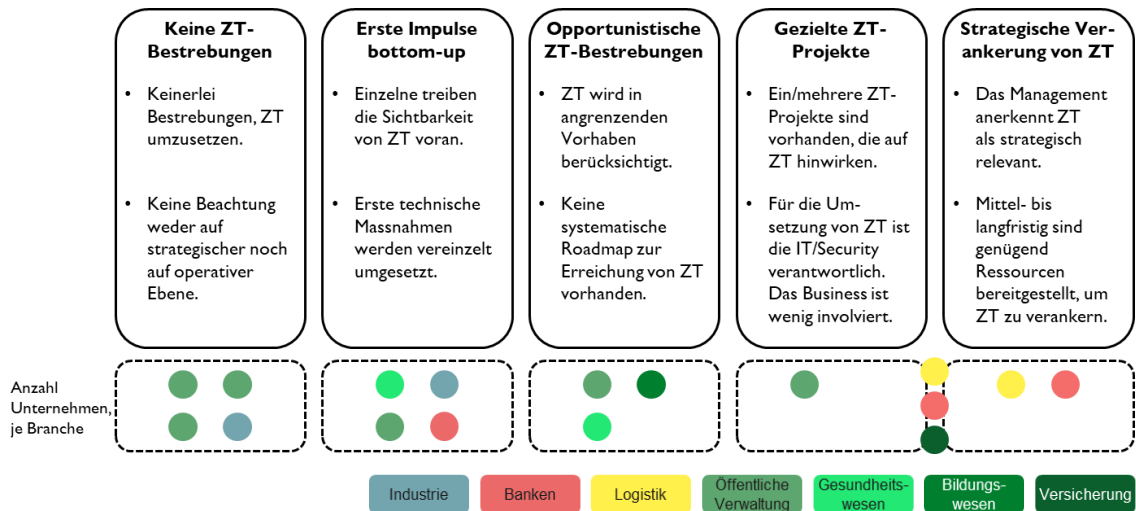 Keine ZT-
Bestrebungen
• Keinerlei
Bestrebungen, ZT
umzusetzen.
• Keine Beachtung
weder auf
strategischer noch
auf operativer
Ebene.
Erste Impulse
bottom-up
• Einzelne treiben
die Sichtbarkeit
von ZT voran.
• Erste technische
Massnahmen
werden vereinzelt
umgesetzt.
Opportunistische
ZT-Bestrebungen
• ZT wird in
angrenzenden
Vorhaben
berücksichtigt.
• Keine
systematische
Roadmap zur
Erreichung von ZT
vorhanden.
Gezielte ZT-
Projekte
• Ein/mehrere ZT-
Projekte sind
vorhanden, die auf
ZT hinwirken.
• Für die Um-
setzung von ZT ist
die IT/Security
verantwortlich.
Das Business ist
wenig involviert.
Strategische Ver-
ankerung von ZT
• Das Management
anerkennt ZT
als strategisch
relevant.
• Mittel- bis
langfristig sind
genügend
Ressourcen
bereitgestellt, um
ZT zu verankern.
Anzahl
Unternehmen,
je Branche
Industrie
Banken
Logistik
Öffentliche
Verwaltung
Gesundheits-
wesen
Bildungs-
wesen
Versicherung